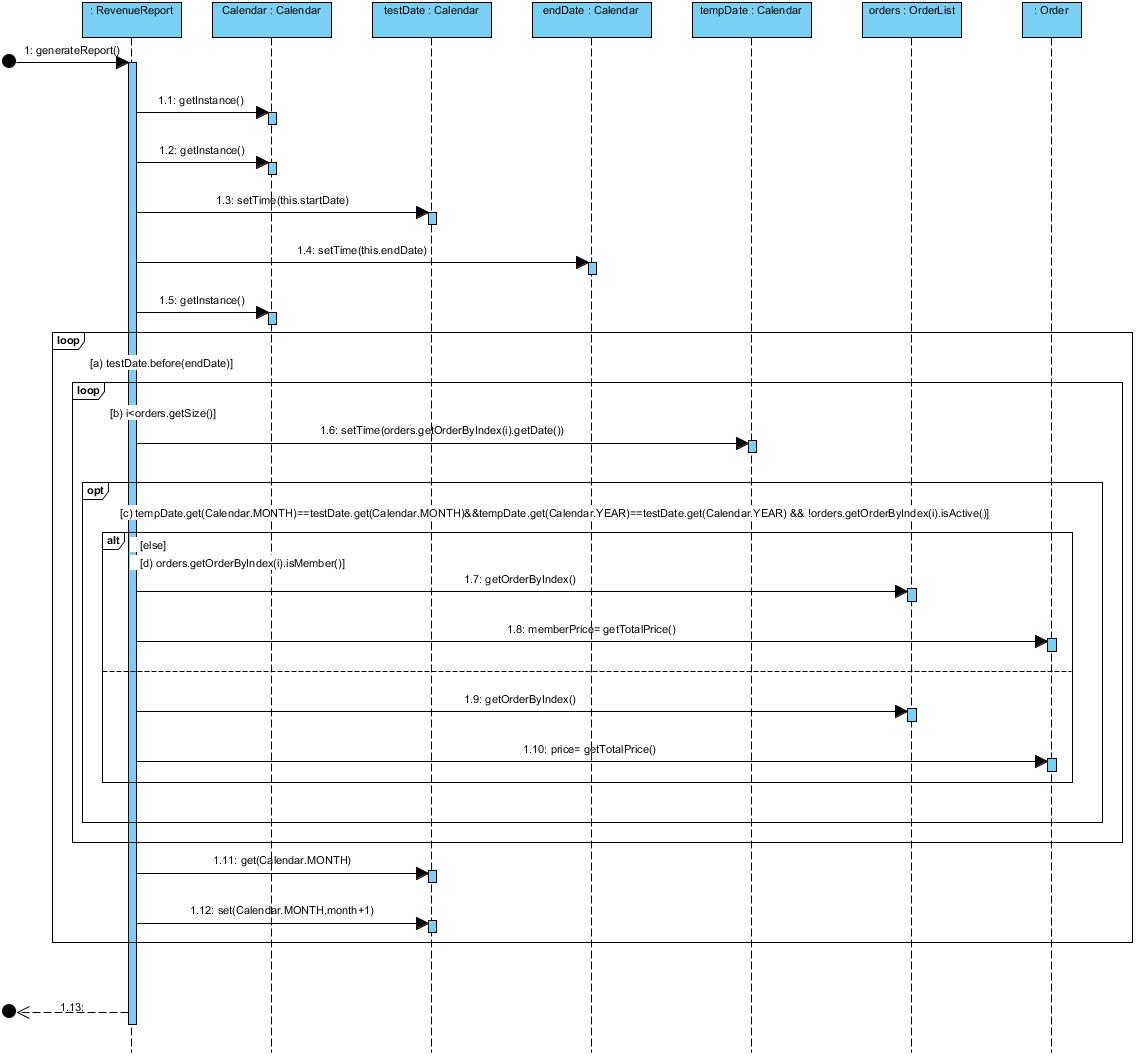 : RevenueReport
Calendar : Calendar
testDate : Calendar
endDate : Calendar
tempDate : Calendar
orders : OrderList
: Order
1: generateReport()
1.1: getInstance()
1.2: getInstance()
1.3: setTime(this.startDate)
1.4: setTime(this.endDate)
1.5: getInstance()
loop
[a) testDate.before(endDate)]
loop
[b) i<orders.getSize()]
1.6: setTime(orders.getOrderByIndex(i).getDate())
opt
[c) tempDate.get(Calendar.MONTH)==testDate.get(Calendar.MONTH)&&tempDate.get(Calendar.YEAR)==testDate.get(Calendar.YEAR) && !orders.getOrderByIndex(i).isActive()]
alt
[else]
[d) orders.getOrderByIndex(i).isMember()]
1.7: getOrderByIndex()
1.8: memberPrice= getTotalPrice()
1.9: getOrderByIndex()
1.10: price= getTotalPrice()
1.11: get(Calendar.MONTH)
1.12: set(Calendar.MONTH,month+1)
1.13: